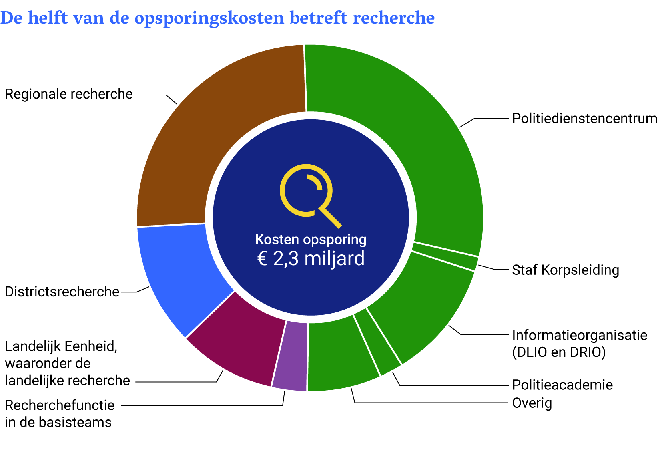 De helft van de opsporingskosten betreft recherche
Regionale recherche
Politiedienstencentrum
Kosten opsporing
€ 2,3 miljard
Staf Korpsleiding
Districtsrecherche
Informatieorganisatie
(DLIO en DRIO)
Landelijk Eenheid,
waaronder de
landelijke recherche
Politieacademie
Overig
Recherchefunctie
in de basisteams